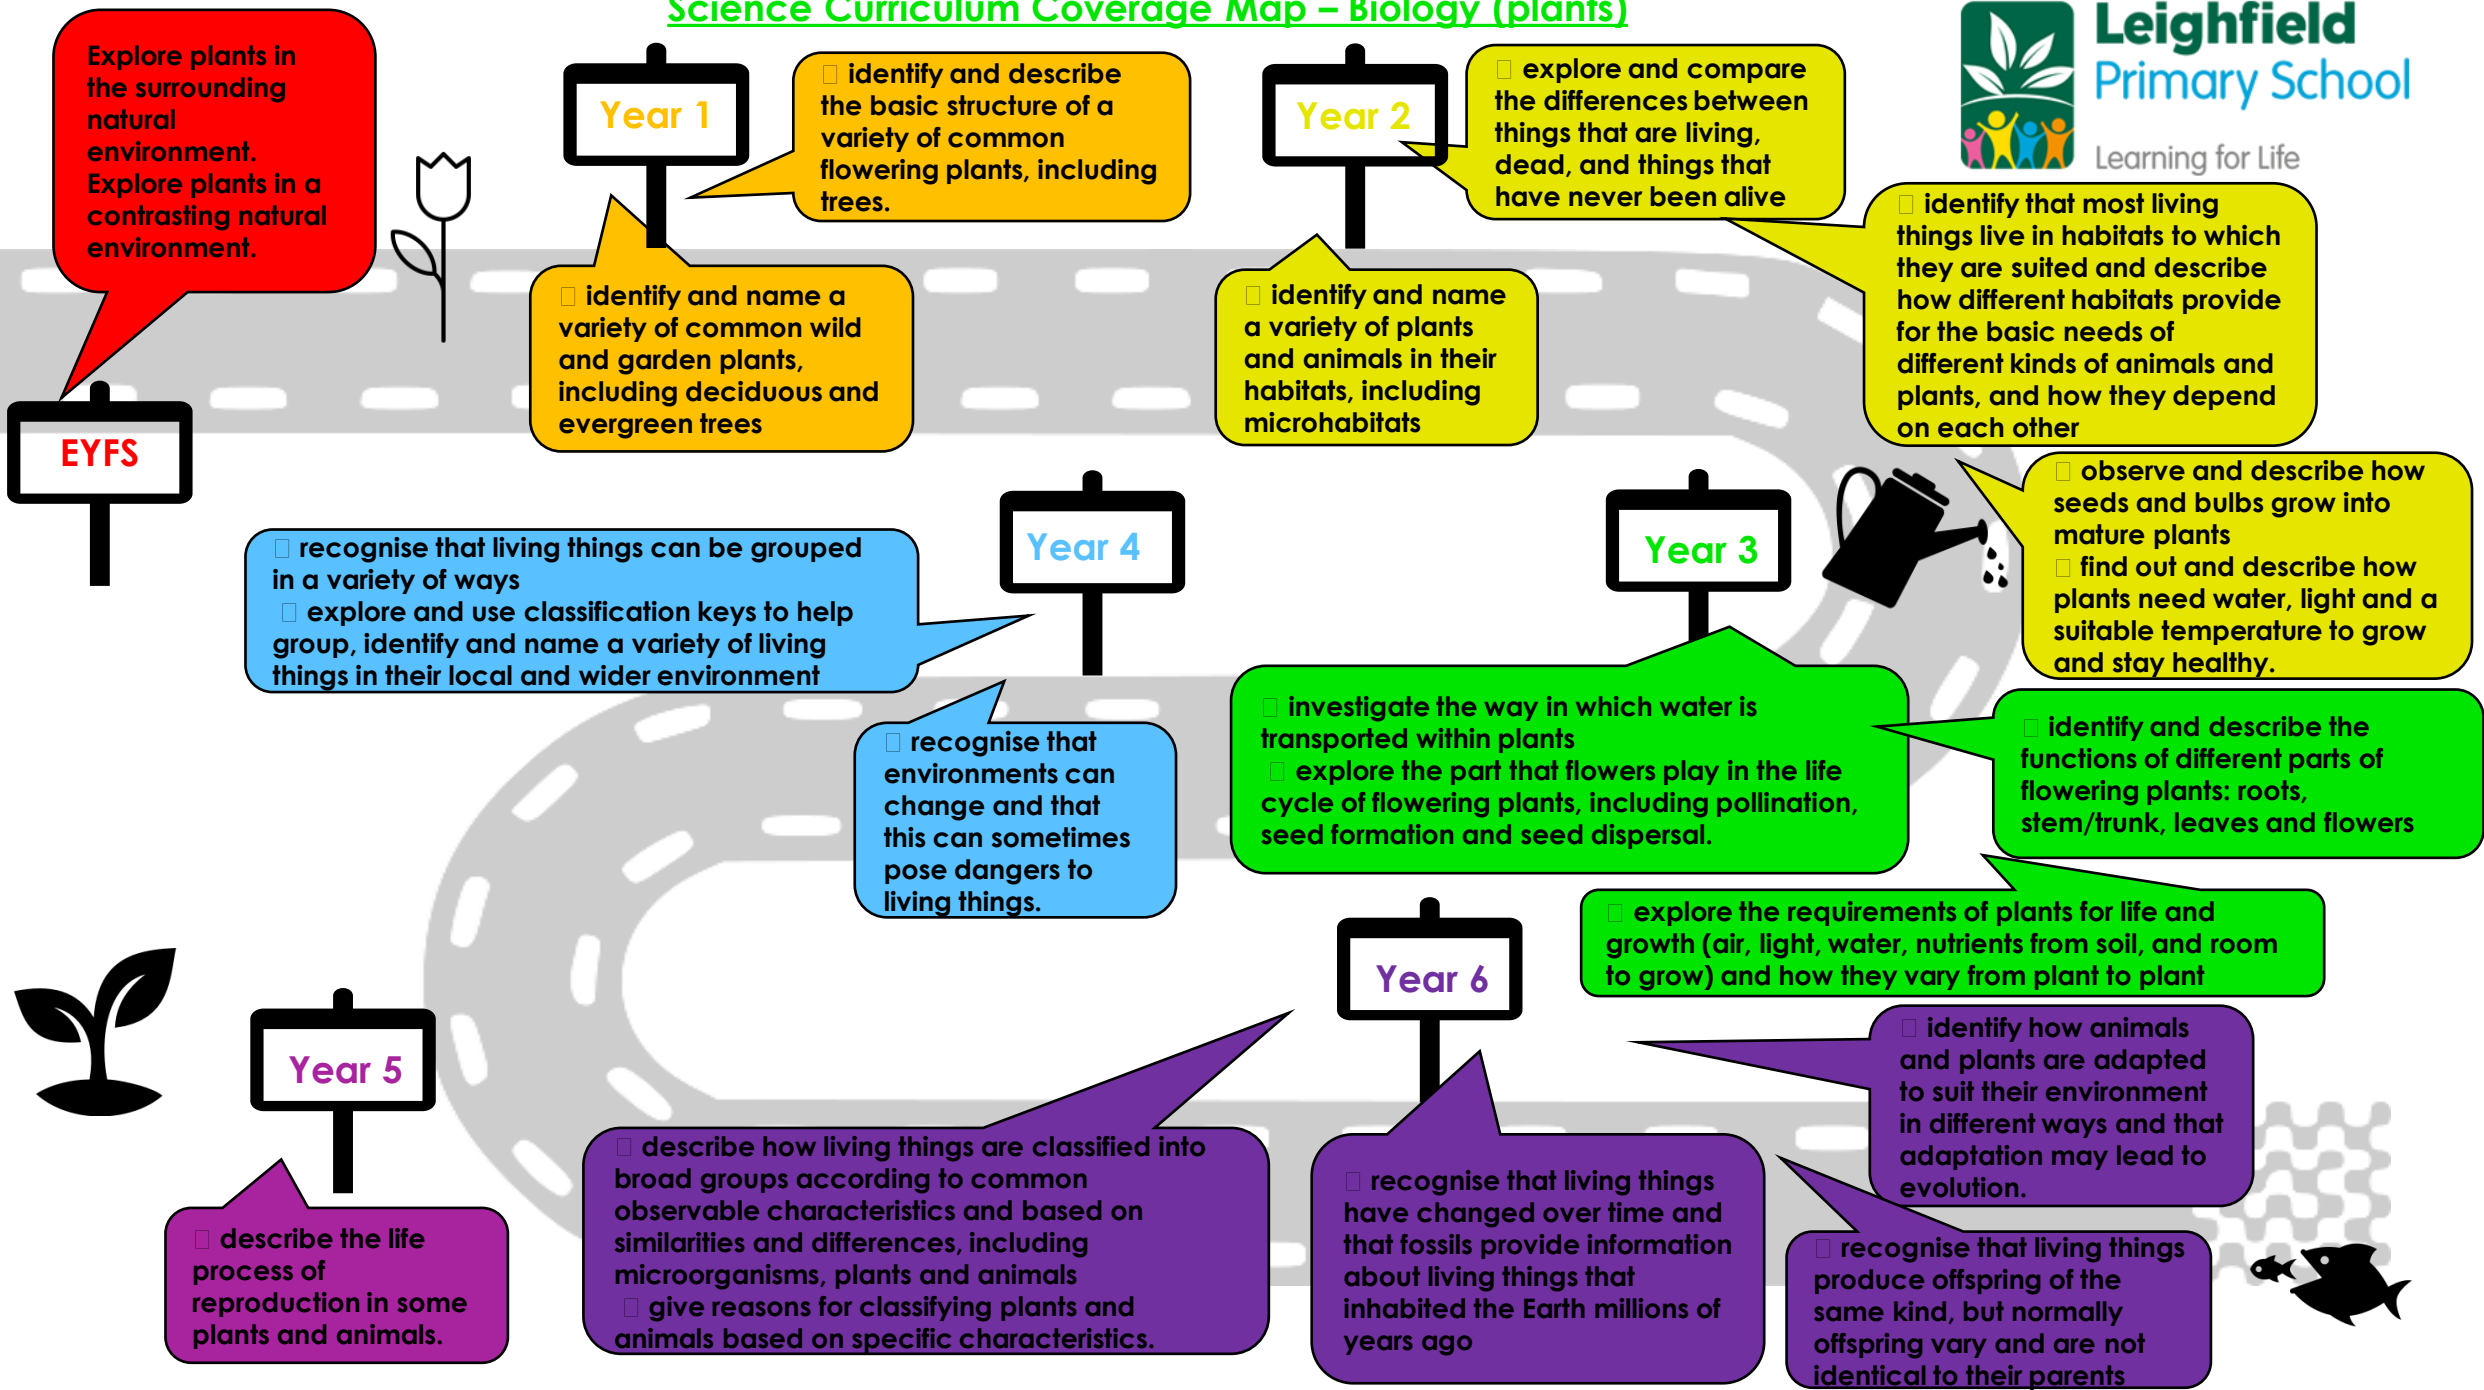 Science Curriculum Coverage Map – Biology (plants)
Leighfield
Primary School
Learning for Life
Explore plants in
the surrounding
natural
environment.
Explore plants in a
contrasting natural
environment.
EYFS
Year 1
identify and describe
the basic structure of a
variety of common
flowering plants, including
trees.
identify and name a
variety of common wild
and garden plants,
including deciduous and
evergreen trees
Year 2
explore and compare
the differences between
things that are living,
dead, and things that
have never been alive
identify and name
a variety of plants
and animals in their
habitats, including
microhabitats
identify that most living
things live in habitats to which
they are suited and describe
how different habitats provide
for the basic needs of
different kinds of animals and
plants, and how they depend
on each other
observe and describe how
seeds and bulbs grow into
mature plants
find out and describe how
plants need water, light and a
suitable temperature to grow
and stay healthy.
Year 3
investigate the way in which water is
transported within plants
explore the part that flowers play in the life
cycle of flowering plants, including pollination,
seed formation and seed dispersal.
identify and describe the
functions of different parts of
flowering plants: roots,
stem/trunk, leaves and flowers
explore the requirements of plants for life and
growth (air, light, water, nutrients from soil, and room
to grow) and how they vary from plant to plant
Year 4
recognise that living things can be grouped
in a variety of ways
explore and use classification keys to help
group, identify and name a variety of living
things in their local and wider environment
recognise that
environments can
change and that
this can sometimes
pose dangers to
living things.
Year 5
describe the life
process of
reproduction in some
plants and animals.
Year 6
describe how living things are classified into
broad groups according to common
observable characteristics and based on
similarities and differences, including
microorganisms, plants and animals
give reasons for classifying plants and
animals based on specific characteristics.
recognise that living things
have changed over time and
that fossils provide information
about living things that
inhabited the Earth millions of
years ago
identify how animals
and plants are adapted
to suit their environment
in different ways and that
adaptation may lead to
evolution.
recognise that living things
produce offspring of the
same kind, but normally
offspring vary and are not
identical to their parents